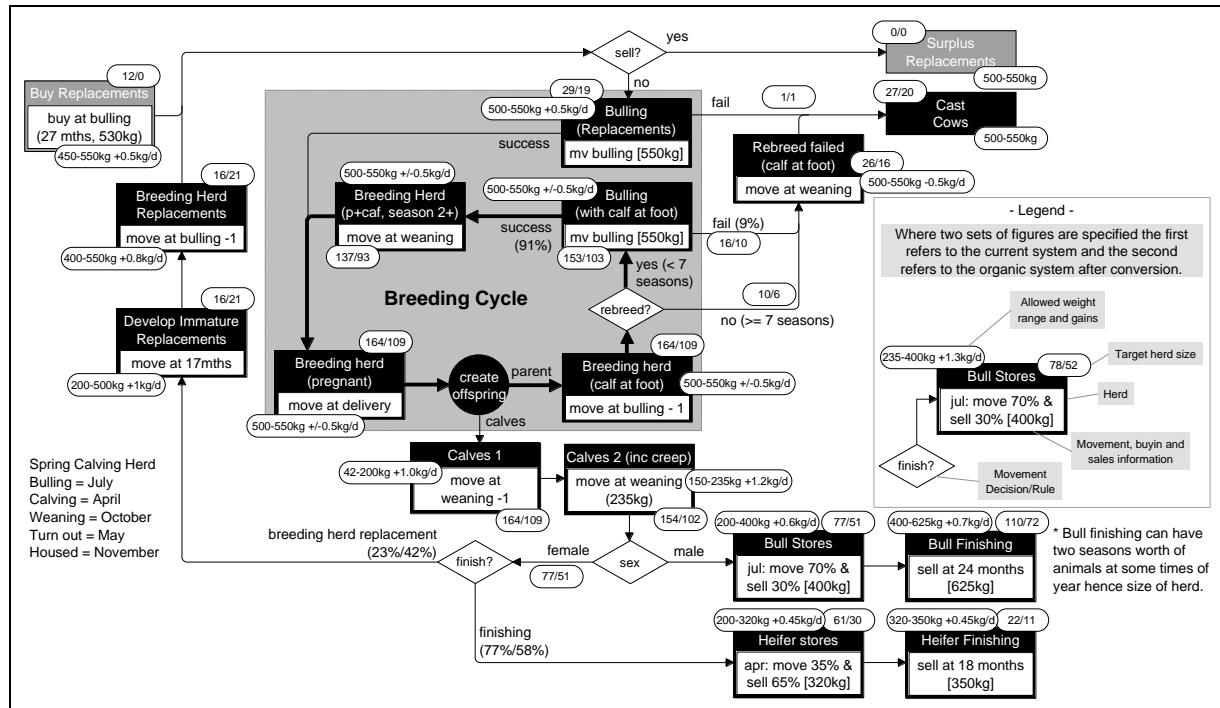 sell?
yes
no
0/0
Surplus
Replacements
500-550kg
12/0
Buy Replacements
buy at bulling
(27 mths, 530kg)
450-550kg +0.5kg/d
29/19
500-550kg +0.5kg/d
Bulling
(Replacements)
mv bulling [550kg]
fail
success
1/1
27/20
Cast
Cows
500-550kg
Rebreed failed
(calf at foot)
move at weaning
26/16
500-550kg -0.5kg/d
16/21
Breeding Herd
Replacements
move at bulling -1
400-550kg +0.8kg/d
500-550kg +/-0.5kg/d
Breeding Herd
(p+caf, season 2+)
move at weaning
137/93
success
(91%)
500-550kg +/-0.5kg/d
Bulling
(with calf at foot)
mv bulling [550kg]
153/103
fail (9%)
16/10
yes (< 7
seasons)
Breeding Cycle
rebreed?
10/6
no (>= 7 seasons)
16/21
Develop Immature
Replacements
move at 17mths
200-500kg +1kg/d
164/109
Breeding herd
(pregnant)
move at delivery
500-550kg +/-0.5kg/d
create
offspring
parent
calves
164/109
Breeding herd
(calf at foot)
move at bulling - 1
500-550kg +/-0.5kg/d
- Legend -
Where two sets of figures are specified the first
refers to the current system and the second
refers to the organic system after conversion.
Allowed weight
range and gains
235-400kg +1.3kg/d
78/52
Target herd size
Bull Stores
jul: move 70% &
sell 30% [400kg]
Herd
Movement, buyin and
sales information
finish?
Movement
Decision/Rule
Spring Calving Herd
Bulling = July
Calving = April
Weaning = October
Turn out = May
Housed = November
Calves 1
42-200kg +1.0kg/d
move at
weaning -1
164/109
Calves 2 (inc creep)
move at weaning
(235kg)
150-235kg +1.2kg/d
154/102
breeding herd replacement
(23%/42%)
finish?
female
77/51
sex
male
finishing
(77%/58%)
200-400kg +0.6kg/d
77/51
Bull Stores
jul: move 70% &
sell 30% [400kg]
400-625kg +0.7kg/d
110/72
Bull Finishing
sell at 24 months
[625kg]
* Bull finishing can have
two seasons worth of
animals at some times of
year hence size of herd.
200-320kg +0.45kg/d
61/30
Heifer stores
apr: move 35% &
sell 65% [320kg]
320-350kg +0.45kg/d
22/11
Heifer Finishing
sell at 18 months
[350kg]